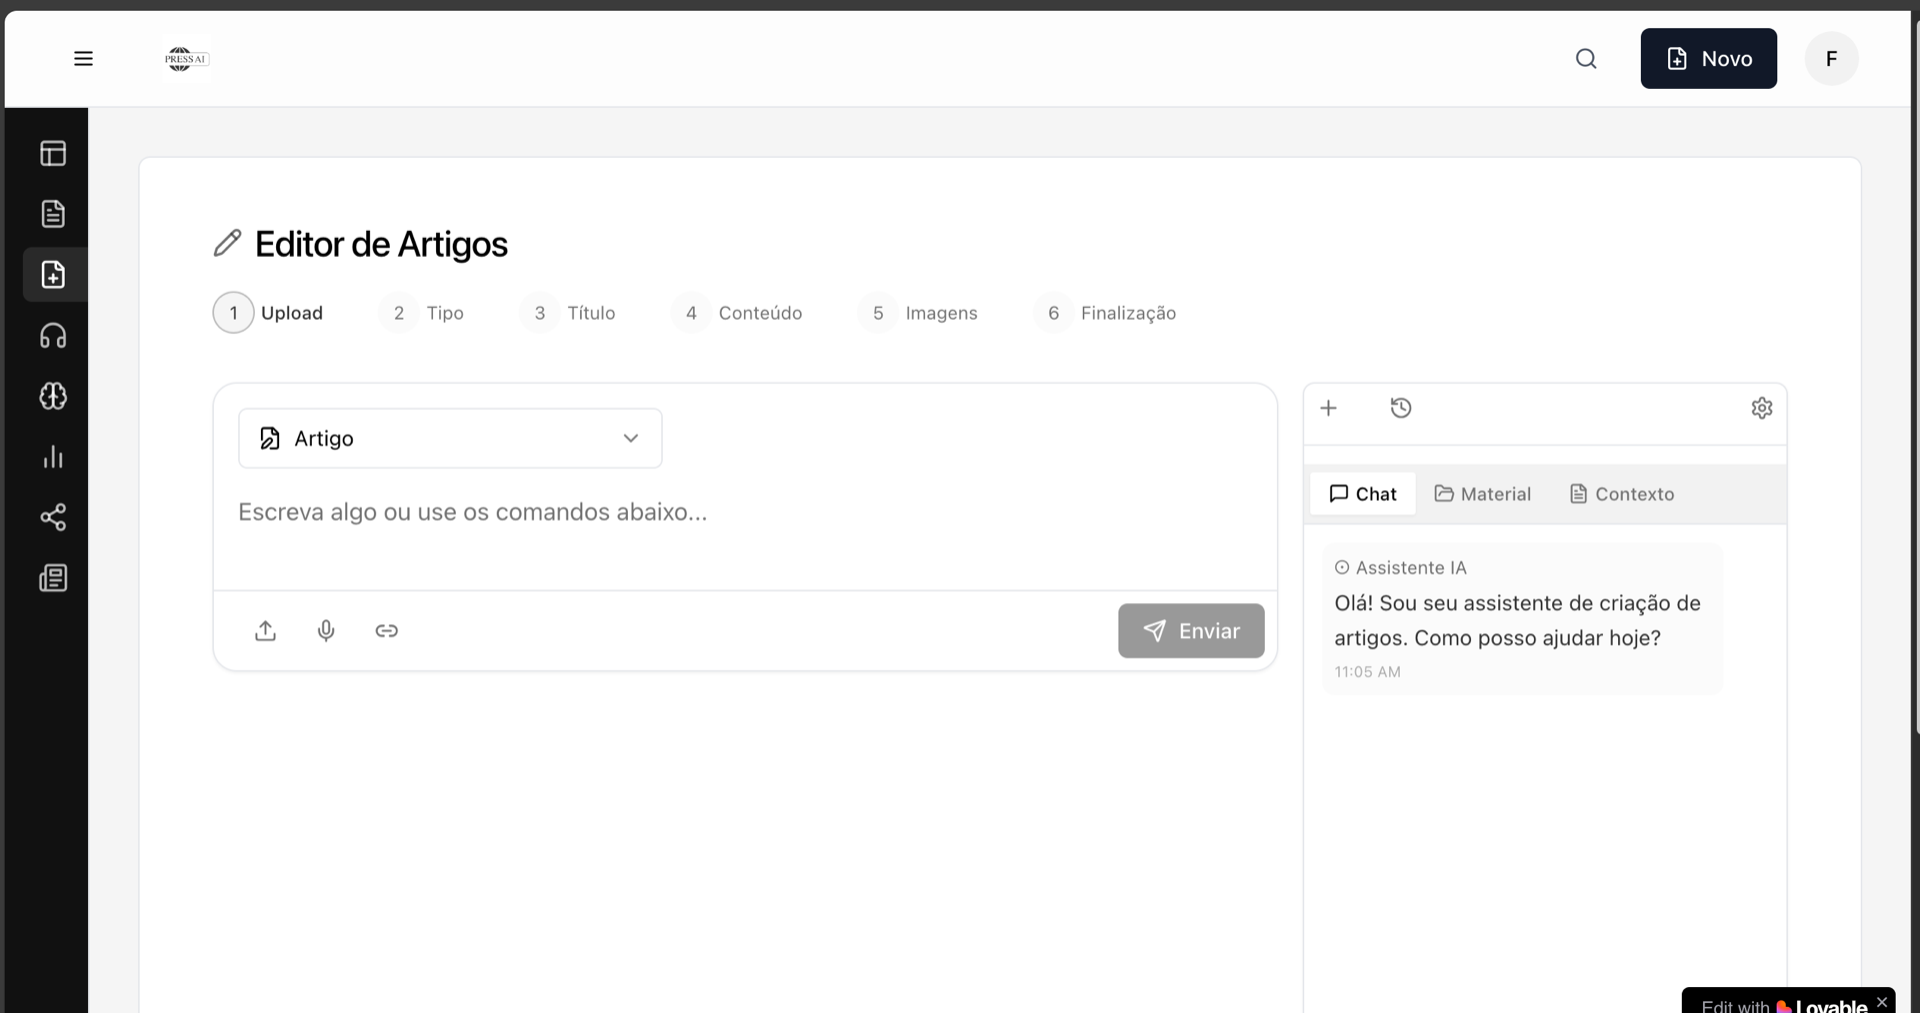 PRESS AI
Novo
F
Editor de Artigos
1 Upload
2 Tipo
3 Título
4 Conteúdo
5 Imagens
6 Finalização
Artigo
Escreva algo ou use os comandos abaixo...
Enviar
Chat
Material
Contexto
Assistente IA
Olá! Sou seu assistente de criação de
artigos. Como posso ajudar hoje?
11:05 AM
Edit with Lovable